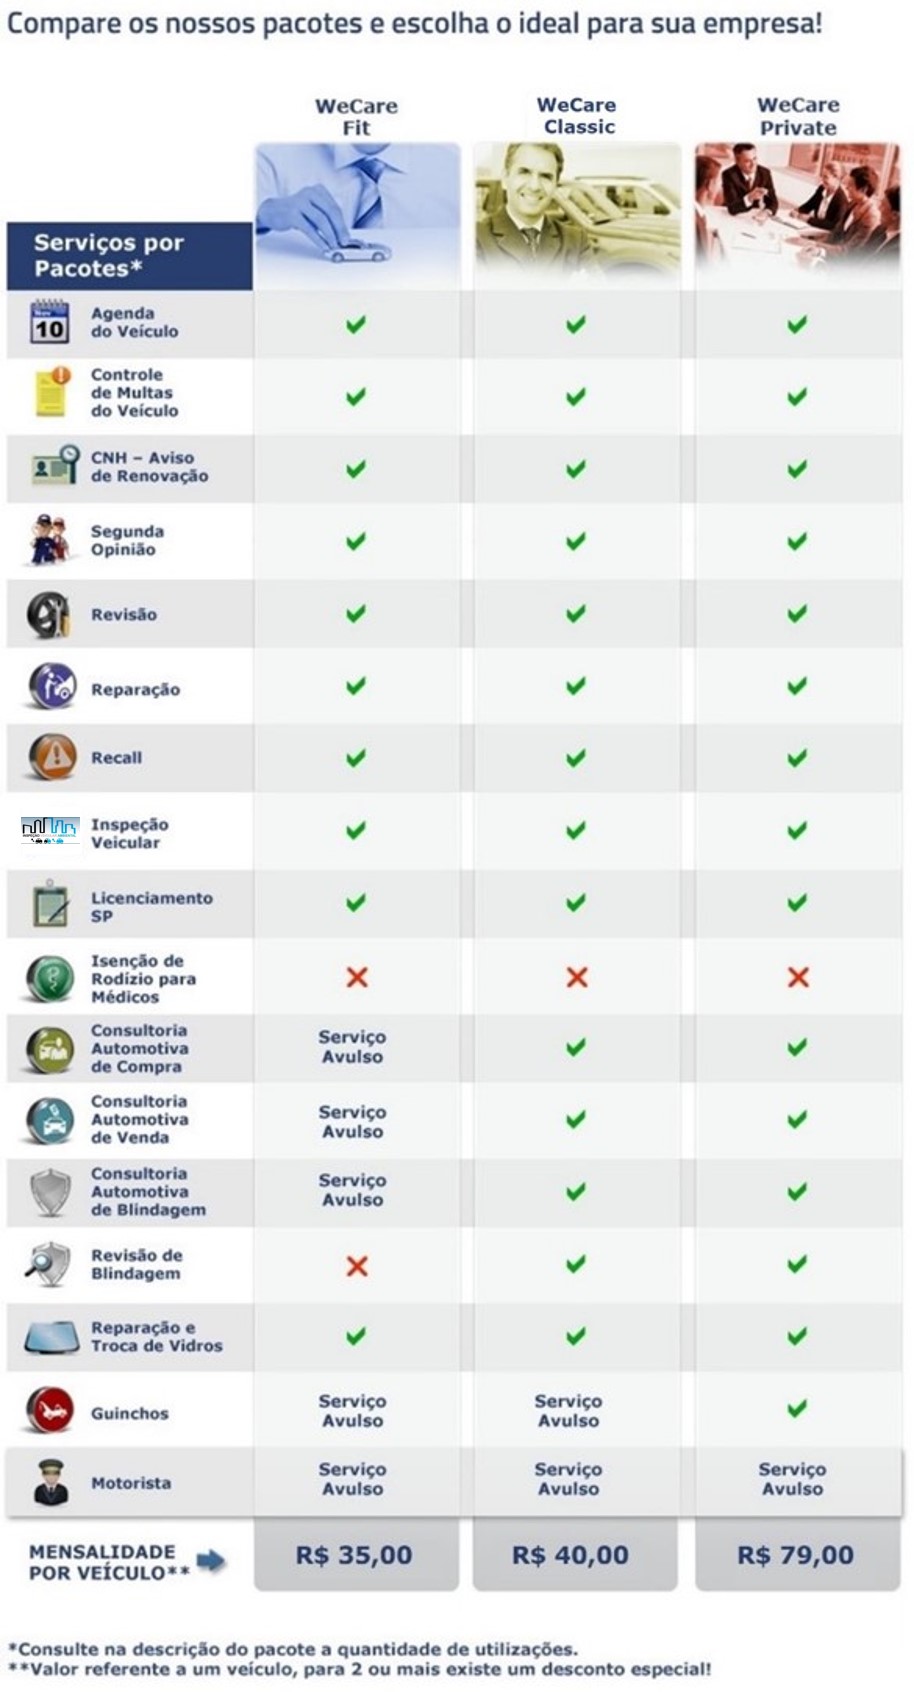 Compare os nossos pacotes e escolha o ideal para sua empresa!
WeCare
Fit
WeCare
Classic
WeCare
Private
Serviços por
Pacotes*
10
Agenda
do Veículo
Controle
de Multas
do Veículo
CNH – Aviso
de Renovação
Segunda
Opinião
Revisão
Reparação
Recall
Inspeção
Veicular
Licenciamento
SP
Isenção de
Rodízio para
Médicos
Consultoria
Automotiva
de Compra
Serviço
Avulso
Consultoria
Automotiva
de Venda
Serviço
Avulso
Consultoria
Automotiva
de Blindagem
Serviço
Avulso
Revisão de
Blindagem
Reparação e
Troca de Vidros
Guinchos
Serviço
Avulso
Serviço
Avulso
Motorista
Serviço
Avulso
Serviço
Avulso
Serviço
Avulso
MENSALIDADE
POR VEÍCULO**
R$ 35,00
R$ 40,00
R$ 79,00
*Consulte na descrição do pacote a quantidade de utilizações.
**Valor referente a um veículo, para 2 ou mais existe um desconto especial!